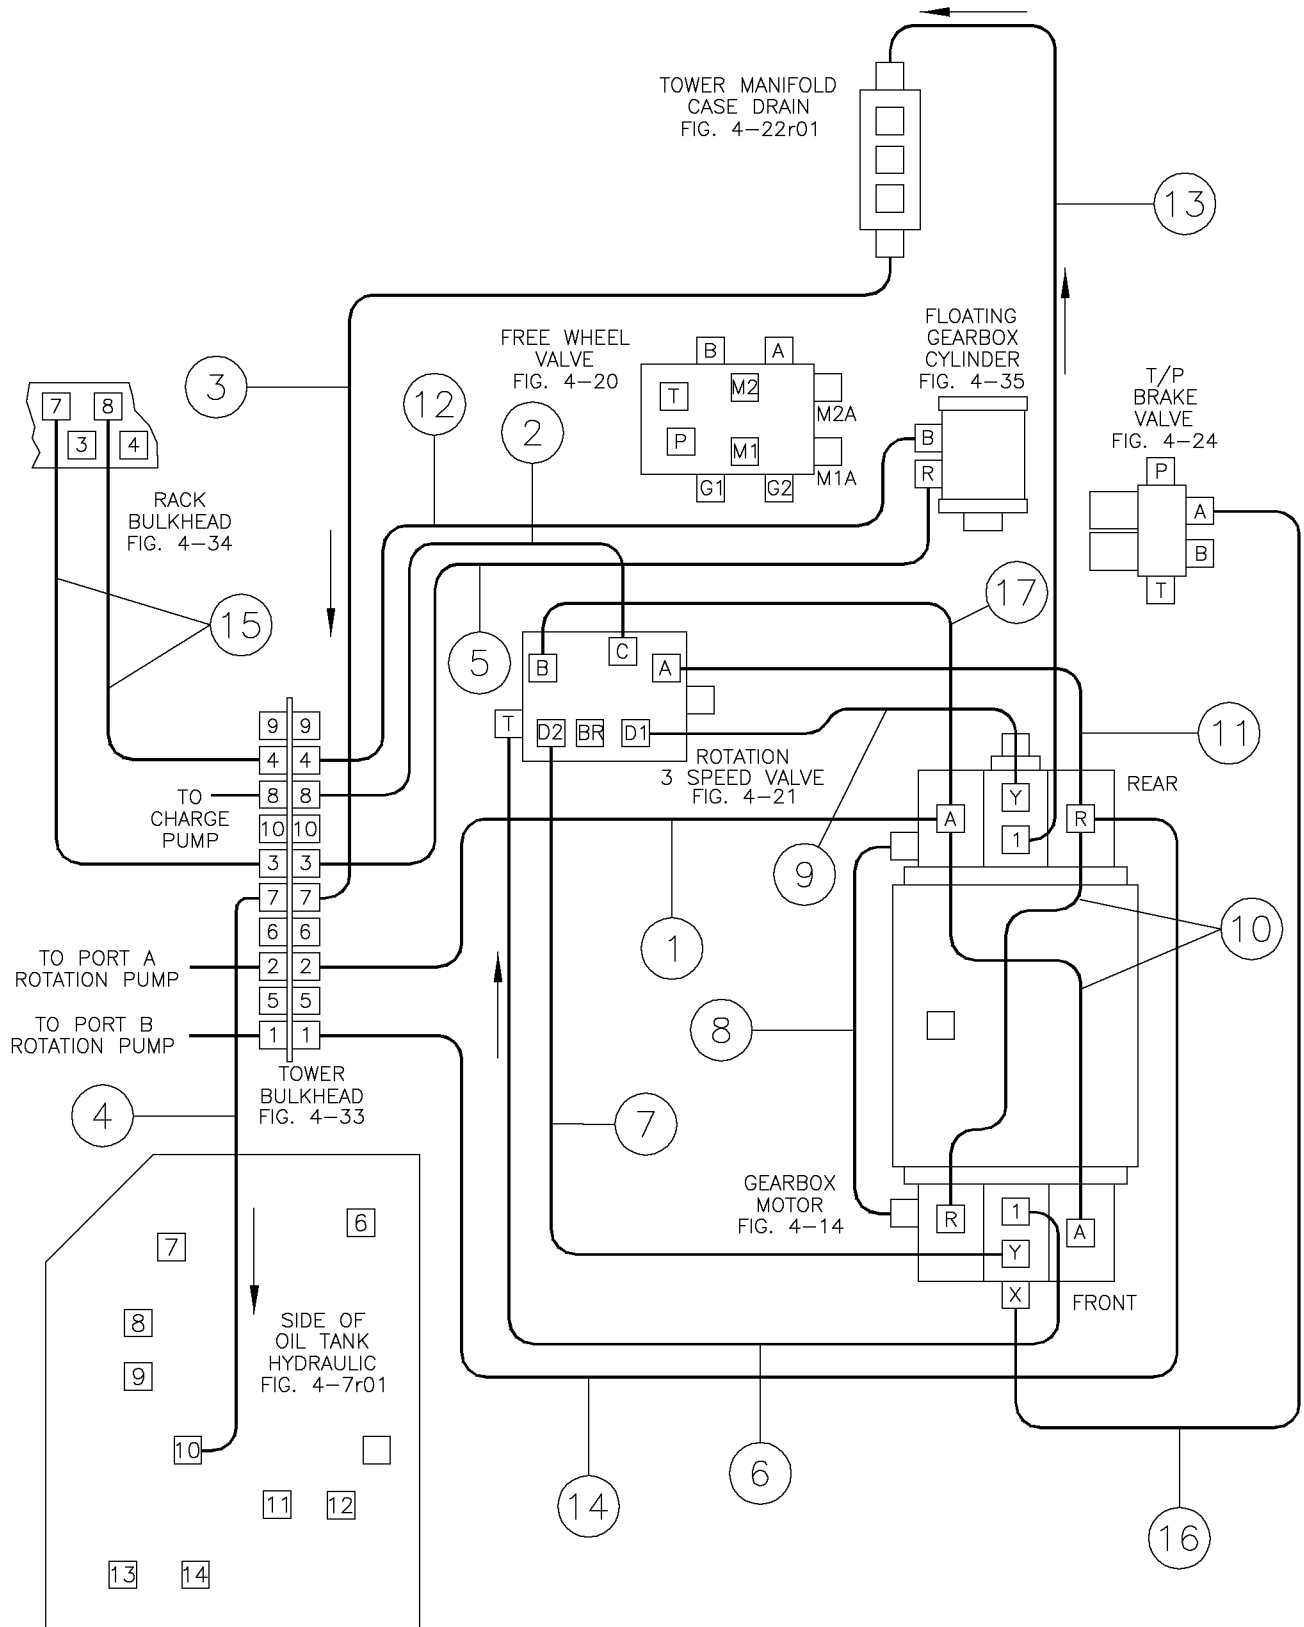 TOWER MANIFOLD
CASE DRAIN
FIG. 4-22r01
13
3
FREE WHEEL
VALVE
FIG. 4-20
12
2
B
A
T
M2
P
M1
M2A
M1A
G1
G2
FLOATING
GEARBOX
CYLINDER
FIG. 4-35
B
R
T/P
BRAKE
VALVE
FIG. 4-24
P
A
B
T
7
8
3
4
RACK
BULKHEAD
FIG. 4-34
15
5
17
B
C
A
T
D2
BR
D1
ROTATION
3 SPEED VALVE
FIG. 4-21
11
9
REAR
A
Y
R
1
10
9 9
4 4
8 8
10 10
3 3
7 7
6 6
2 2
5 5
1 1
TO
CHARGE
PUMP
TO PORT A
ROTATION PUMP
TO PORT B
ROTATION PUMP
TOWER
BULKHEAD
FIG. 4-33
1
8
4
7
GEARBOX
MOTOR
FIG. 4-14
R
1
A
Y
X
FRONT
6
7
8
9
SIDE OF
OIL TANK
HYDRAULIC
FIG. 4-7r01
10
11
12
13
14
14
6
16